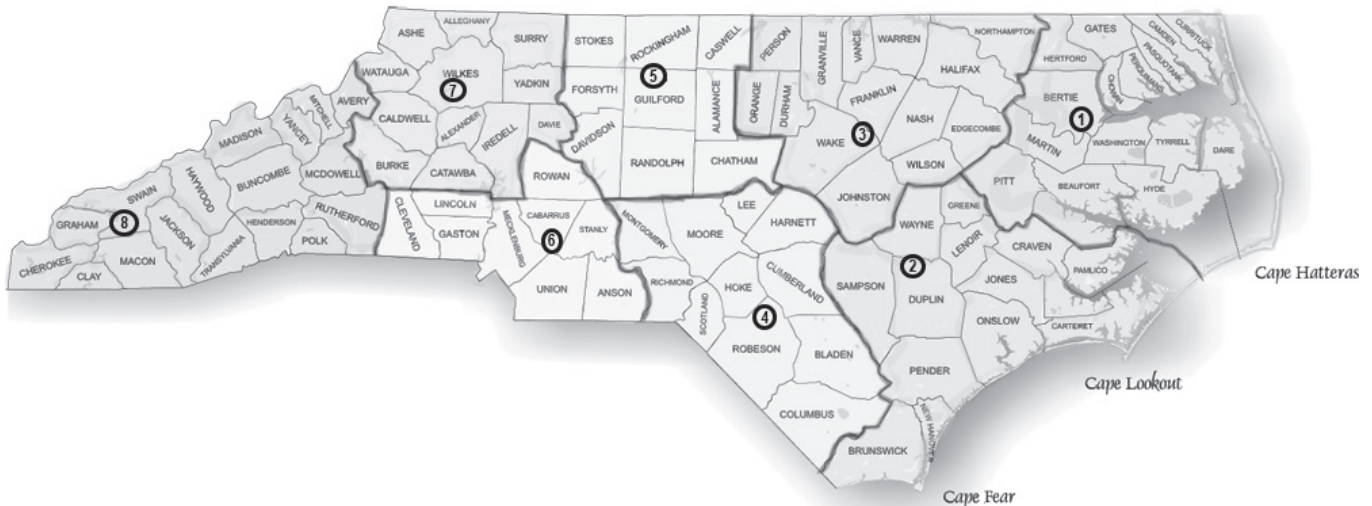 ALLEGHANY
ASHE
SURRY
STOKES
ROCKINGHAM
CASWELL
PERSON
GRANVILLE
VANCE
WARREN
NORTHAMPTON
GATES
CURRITUCK
CAMDEN
PASQUOTANK
PERQUIMANS
HERTFORD
HALIFAX
WATAUGA
WILKES
7
YADKIN
FORSYTH
5
GUILFORD
ALAMANCE
ORANGE
DURHAM
FRANKLIN
NASH
EDGECOMBE
BERTIE
CHOWAN
1
MITCHELL
AVERY
CALDWELL
ALEXANDER
IREDELL
DAVIE
DAVIDSON
WAKE
3
MARTIN
WASHINGTON
TYRRELL
DARE
MADISON
YANCEY
BURKE
CATAWBA
ROWAN
RANDOLPH
CHATHAM
WILSON
PITT
BEAUFORT
HYDE
SWAIN
HAYWOOD
BUNCOMBE
MCDOWELL
JOHNSTON
GRAHAM
8
JACKSON
HENDERSON
RUTHERFORD
CLEVELAND
LINCOLN
GASTON
MECKLENBURG
CABARRUS
STANLY
6
MONTGOMERY
MOORE
LEE
HARNETT
WAYNE
GREENE
LENOIR
CRAVEN
PAMLICO
CHEROKEE
CLAY
MACON
TRANSYLVANIA
POLK
UNION
ANSON
RICHMOND
SCOTLAND
HOKE
CUMBERLAND
SAMPSON
2
DUPLIN
JONES
Cape Hatteras
4
ROBESON
BLADEN
ONSLOW
CARTERET
PENDER
Cape Lookout
COLUMBUS
NEW HANOVER
BRUNSWICK
Cape Fear